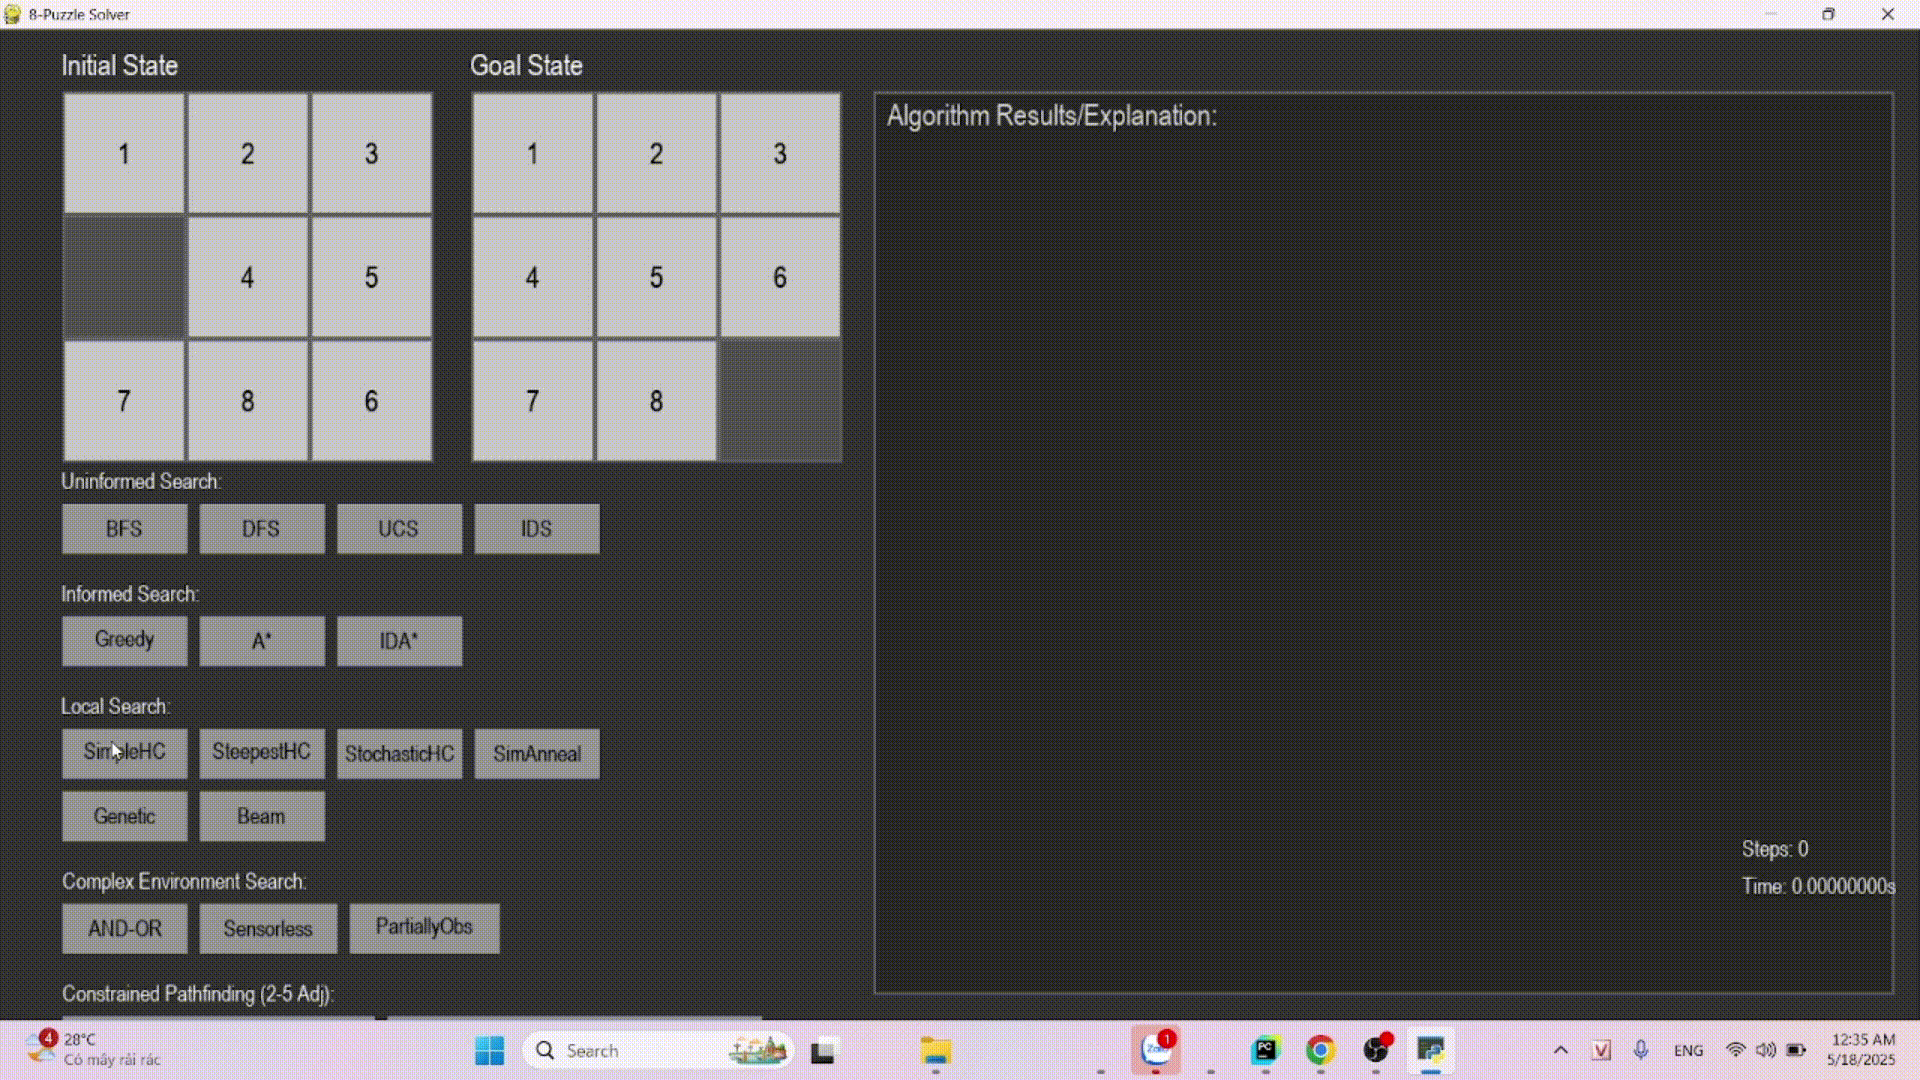 8-Puzzle Solver
Initial State
Goal State
1 2 3
4 5
7 8 6
1 2 3
4 5 6
7 8
Algorithm Results/Explanation:
Uninformed Search:
BFS DFS UCS IDS
Informed Search:
Greedy A* IDA*
Local Search:
SimpleHC SteepestHC StochasticHC SimAnneal
Genetic Beam
Complex Environment Search:
AND-OR Sensorless PartiallyObs
Constrained Pathfinding (2-5 Adj):
Steps: 0
Time: 0.00000000s
4
28°C
Có mây rải rác
Search
Zalo
1
PC
V
ENG
12:35 AM
5/18/2025